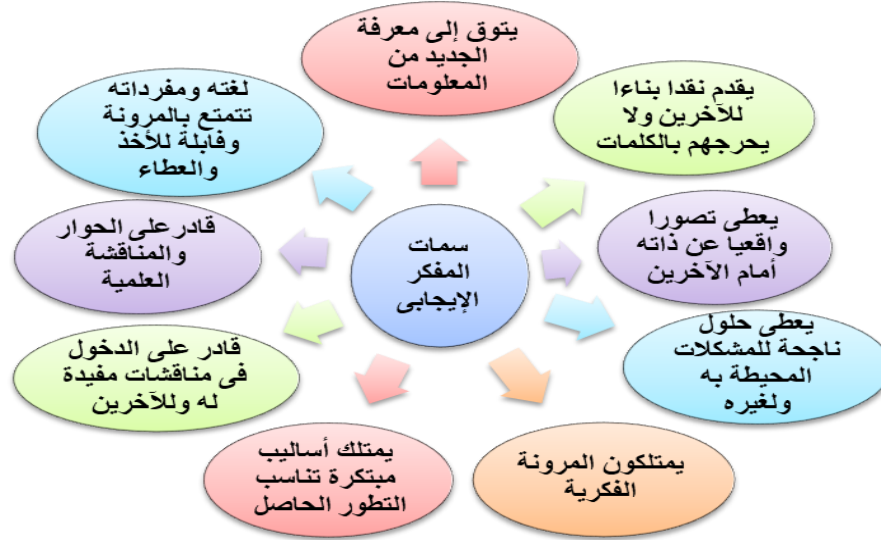 يتوق إلى معرفة
الجديد من
المعلومات
يقدم نقدا بناءا
للآخرين ولا
يحرجهم بالكلمات
يعطى تصورا
واقعيا عن ذاته
أمام الآخرين
يعطى حلول
ناجحة للمشكلات
المحيطة به
ولغيره
يمتلكون المرونة
الفكرية
يمتلك أساليب
مبتكرة تناسب
التطور الحاصل
قادر على الدخول
فى مناقشات مفيدة
له وللآخرين
قادر على الحوار
والمناقشة
العلمية
لغته ومفرداته
تتمتع بالمرونة
وقابلة للأخذ
والعطاء
سمات
المفكر
الإيجابى